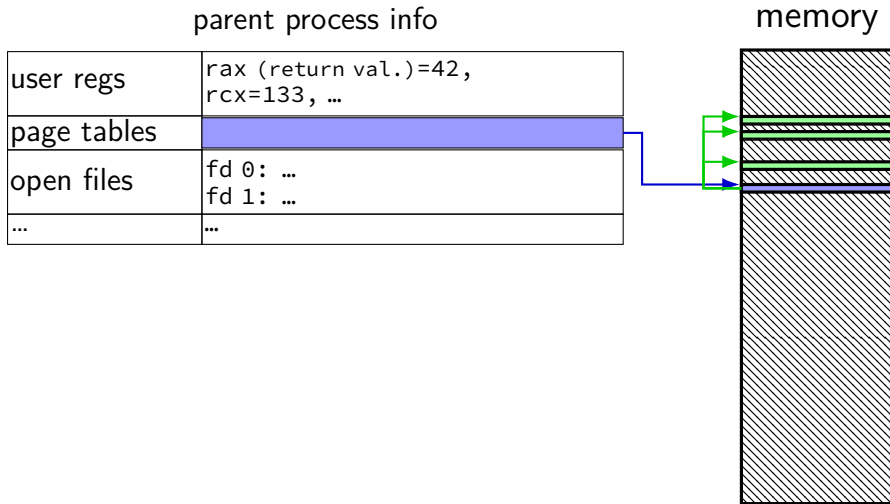 parent process info
memory
user regs
rax (return val.)=42,
rcx=133, …
page tables
open files
fd 0: …
fd 1: …
…
…